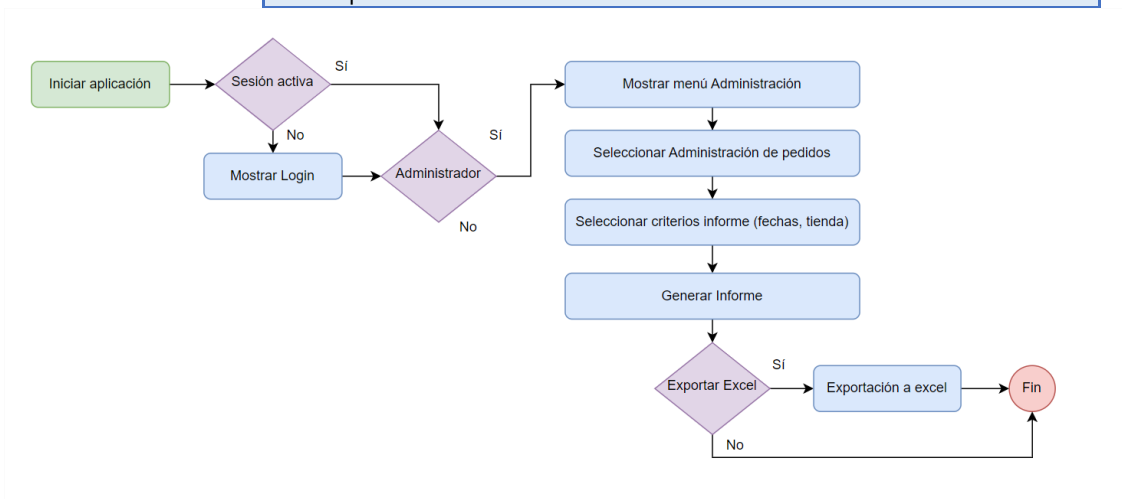 Iniciar aplicación
Sesión activa
Sí
No
Mostrar Login
Administrador
Sí
No
Mostrar menú Administración
Seleccionar Administración de pedidos
Seleccionar criterios informe (fechas, tienda)
Generar Informe
Exportar Excel
Sí
Exportación a excel
Fin
No